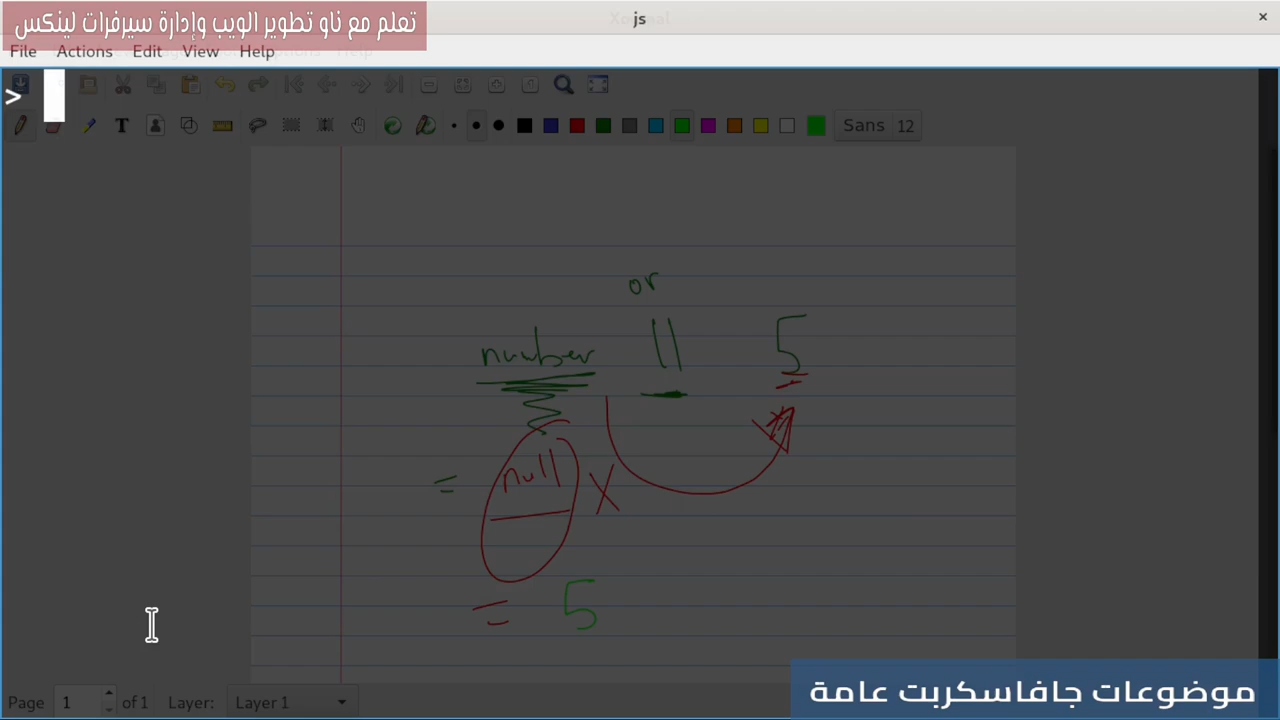 تعلم مع ناو تطوير الويب وإدارة سيرفرات لينكس
js
File Actions Edit View Help
>
Sans 12
or
number || 5
= null X
= 5
Page 1 of 1 Layer: Layer 1
موضوعات جافاسكربت عامة